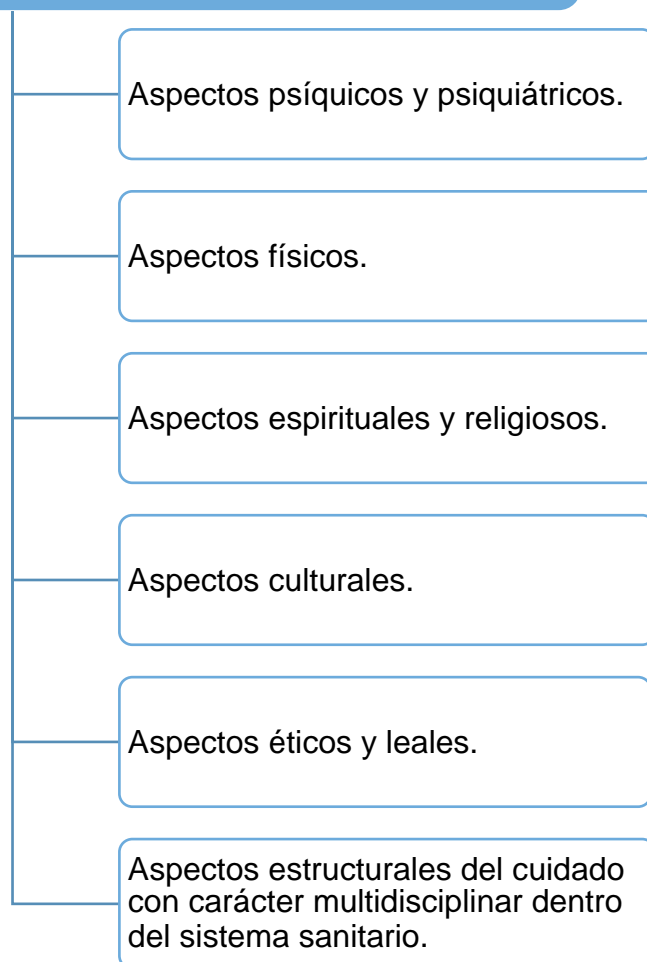 Aspectos psíquicos y psiquiátricos.
Aspectos físicos.
Aspectos espirituales y religiosos.
Aspectos culturales.
Aspectos éticos y leales.
Aspectos estructurales del cuidado
con carácter multidisciplinar dentro
del sistema sanitario.